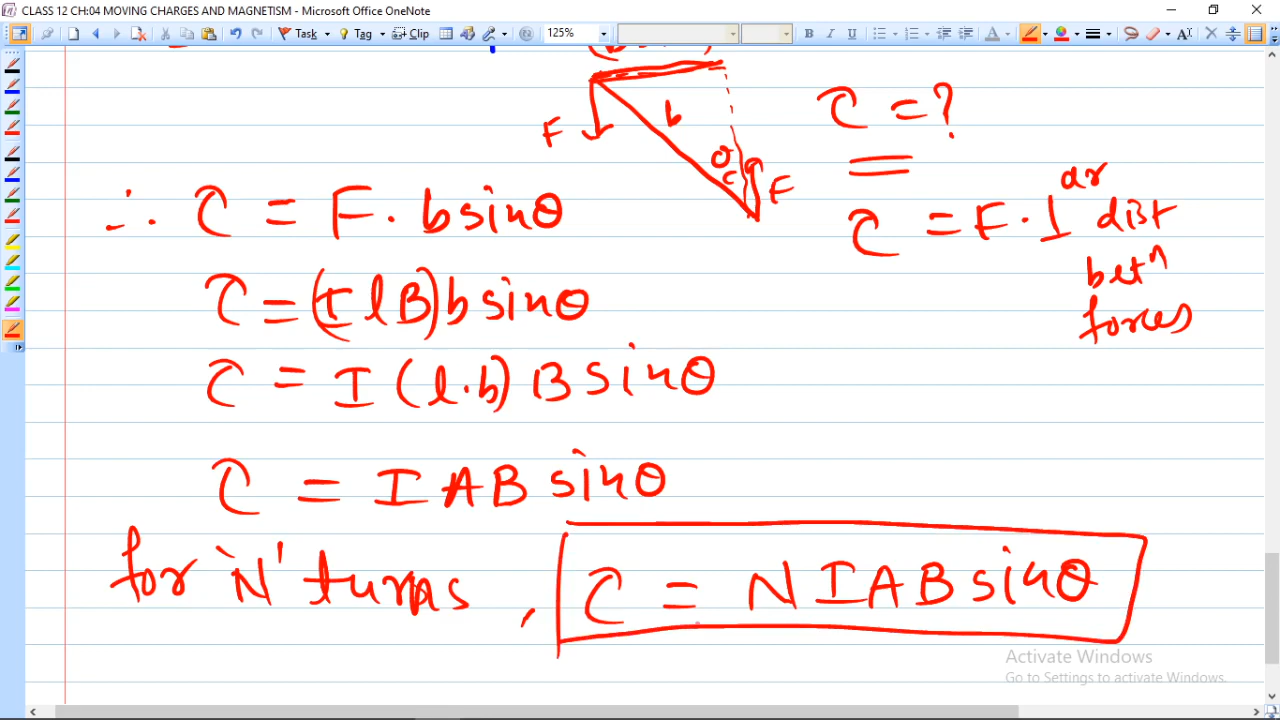 CLASS 12 CH:04 MOVING CHARGES AND MAGNETISM - Microsoft Office OneNote
Task Tag Clip 125%
F b θ F
τ = ?
τ = F · ⊥ar dist betⁿ forces
∴ τ = F · b sinθ
τ = (I l B) b sinθ
τ = I (l·b) B sinθ
τ = I A B sinθ
for 'N' turns, τ = N I A B sinθ
Activate Windows
Go to Settings to activate Windows.